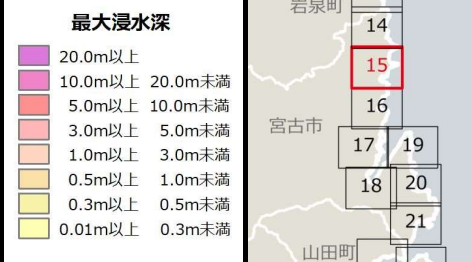 最大浸水深
20.0m以上
10.0m以上 20.0m未満
5.0m以上 10.0m未満
3.0m以上 5.0m未満
1.0m以上 3.0m未満
0.5m以上 1.0m未満
0.3m以上 0.5m未満
0.01m以上 0.3m未満
岩泉町
14
15
16
宮古市
17 19
18 20
21
山田町